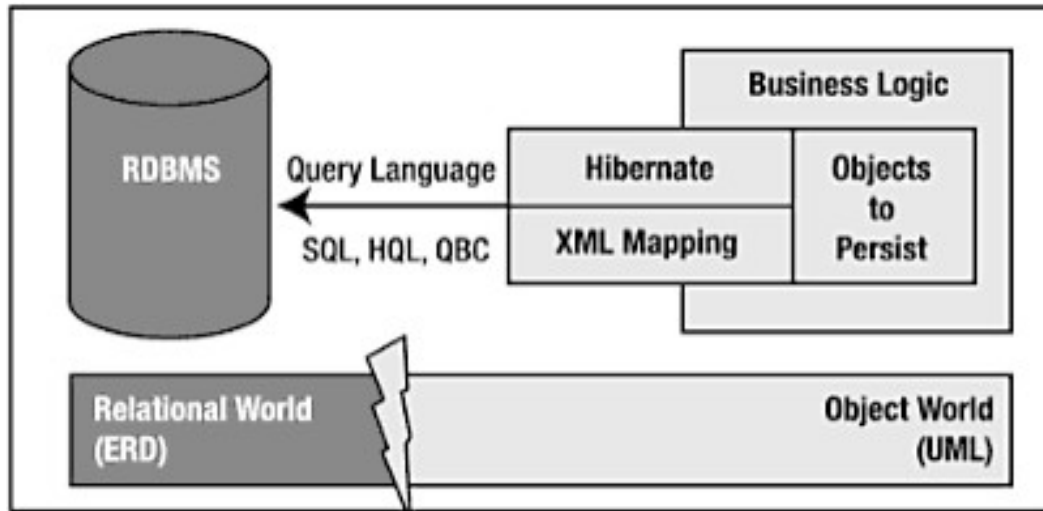 Business Logic
RDBMS
Query Language
SQL, HQL, QBC
Hibernate
XML Mapping
Objects
to
Persist
Relational World
(ERD)
Object World
(UML)